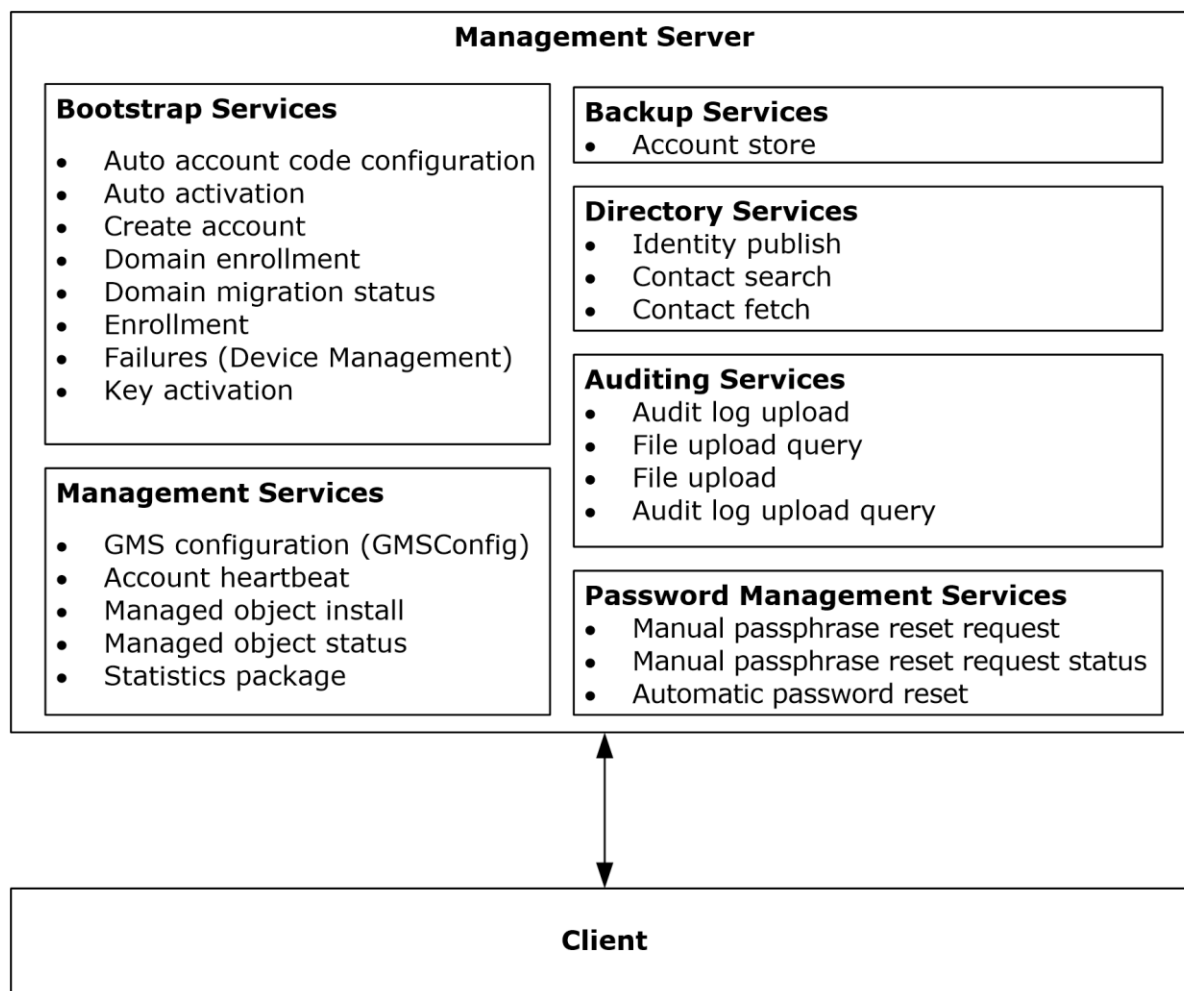 Management Server
Bootstrap Services
• Auto account code configuration
• Auto activation
• Create account
• Domain enrollment
• Domain migration status
• Enrollment
• Failures (Device Management)
• Key activation
Management Services
• GMS configuration (GMSConfig)
• Account heartbeat
• Managed object install
• Managed object status
• Statistics package
Backup Services
• Account store
Directory Services
• Identity publish
• Contact search
• Contact fetch
Auditing Services
• Audit log upload
• File upload query
• File upload
• Audit log upload query
Password Management Services
• Manual passphrase reset request
• Manual passphrase reset request status
• Automatic password reset
Client